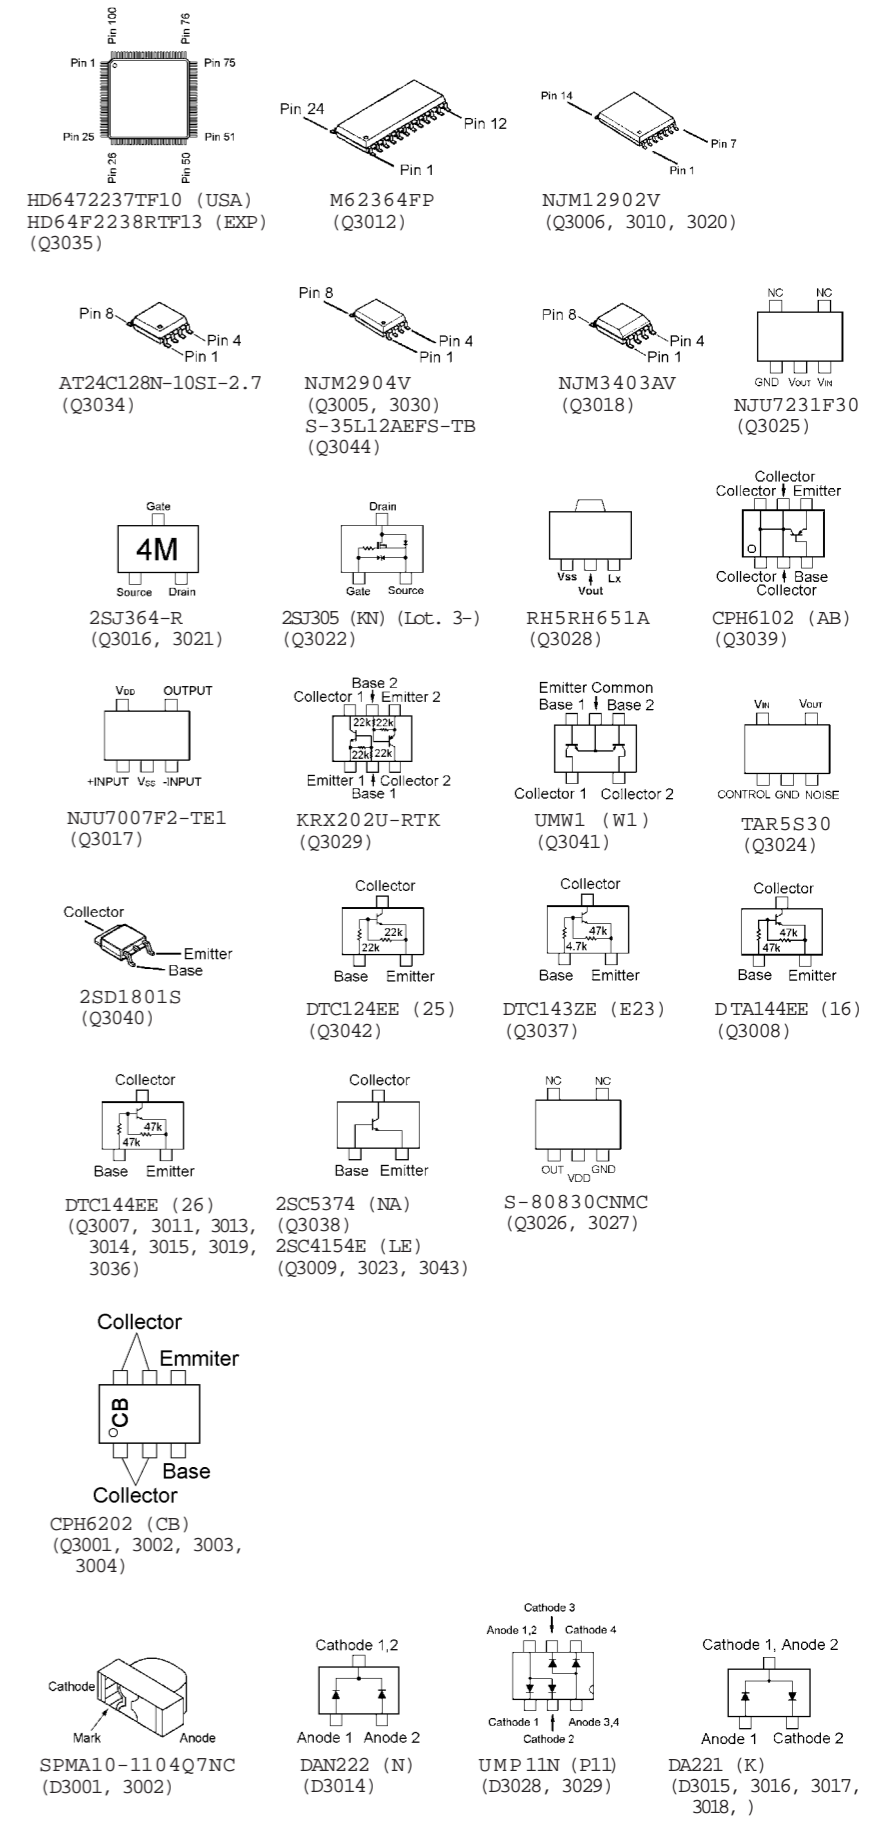 Pin 100
Pin 76
Pin 1
Pin 75
Pin 25
Pin 51
Pin 26
Pin 50
HD6472237TF10 (USA)
HD64F2238RTF13 (EXP)
(Q3035)
Pin 24
Pin 12
Pin 1
M62364FP
(Q3012)
Pin 14
Pin 7
Pin 1
NJM12902V
(Q3006, 3010, 3020)
Pin 8
Pin 4
Pin 1
AT24C128N-10SI-2.7
(Q3034)
Pin 8
Pin 4
Pin 1
NJM2904V
(Q3005, 3030)
S-35L12AEFS-TB
(Q3044)
Pin 8
Pin 4
Pin 1
NJM3403AV
(Q3018)
NC NC
GND VOUT VIN
NJU7231F30
(Q3025)
Gate
4M
Source Drain
2SJ364-R
(Q3016, 3021)
Drain
Gate Source
2SJ305 (KN) (Lot. 3-)
(Q3022)
Vss Lx
Vout
RH5RH651A
(Q3028)
Collector
Collector Emitter
Collector Base
Collector
CPH6102 (AB)
(Q3039)
VDD OUTPUT
+INPUT VSS -INPUT
NJU7007F2-TE1
(Q3017)
Base 2
Collector 1 Emitter 2
22k 22k
22k 22k
Emitter 1 Collector 2
Base 1
KRX202U-RTK
(Q3029)
Emitter Common
Base 1 Base 2
Collector 1 Collector 2
UMW1 (W1)
(Q3041)
VIN VOUT
CONTROL GND NOISE
TAR5S30
(Q3024)
Collector
Emitter
Base
2SD1801S
(Q3040)
Collector
22k
22k
Base Emitter
DTC124EE (25)
(Q3042)
Collector
47k
4.7k
Base Emitter
DTC143ZE (E23)
(Q3037)
Collector
47k
47k
Base Emitter
DTA144EE (16)
(Q3008)
Collector
47k
47k
Base Emitter
DTC144EE (26)
(Q3007, 3011, 3013,
3014, 3015, 3019,
3036)
Collector
Base Emitter
2SC5374 (NA)
(Q3038)
2SC4154E (LE)
(Q3009, 3023, 3043)
NC NC
OUT GND
VDD
S-80830CNMC
(Q3026, 3027)
Collector
Emmiter
CB
Base
Collector
CPH6202 (CB)
(Q3001, 3002, 3003,
3004)
Cathode
Mark
Anode
SPMA10-1104Q7NC
(D3001, 3002)
Cathode 1,2
Anode 1 Anode 2
DAN222 (N)
(D3014)
Cathode 3
Anode 1,2 Cathode 4
Cathode 1 Anode 3,4
Cathode 2
UMP11N (P11)
(D3028, 3029)
Cathode 1, Anode 2
Anode 1 Cathode 2
DA221 (K)
(D3015, 3016, 3017,
3018, )